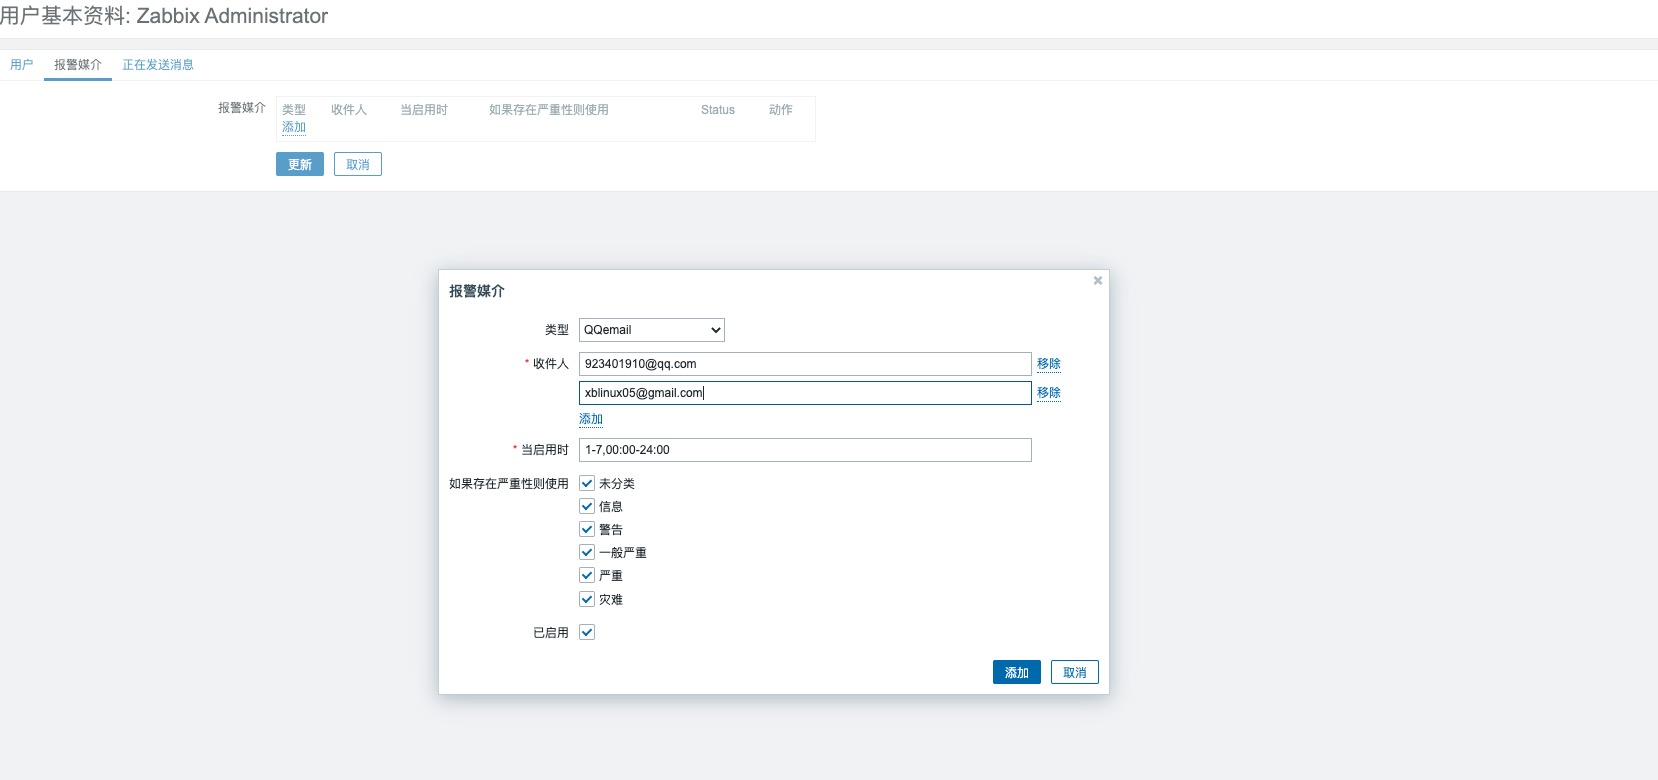 用户基本资料: Zabbix Administrator
用户 报警媒介 正在发送消息
报警媒介 类型 收件人 当启用时 如果存在严重性则使用 Status 动作
添加
更新 取消
报警媒介
类型 QQemail
* 收件人 923401910@qq.com 移除
xblinux05@gmail.com 移除
添加
* 当启用时 1-7,00:00-24:00
如果存在严重性则使用 未分类
信息
警告
一般严重
严重
灾难
已启用
添加 取消